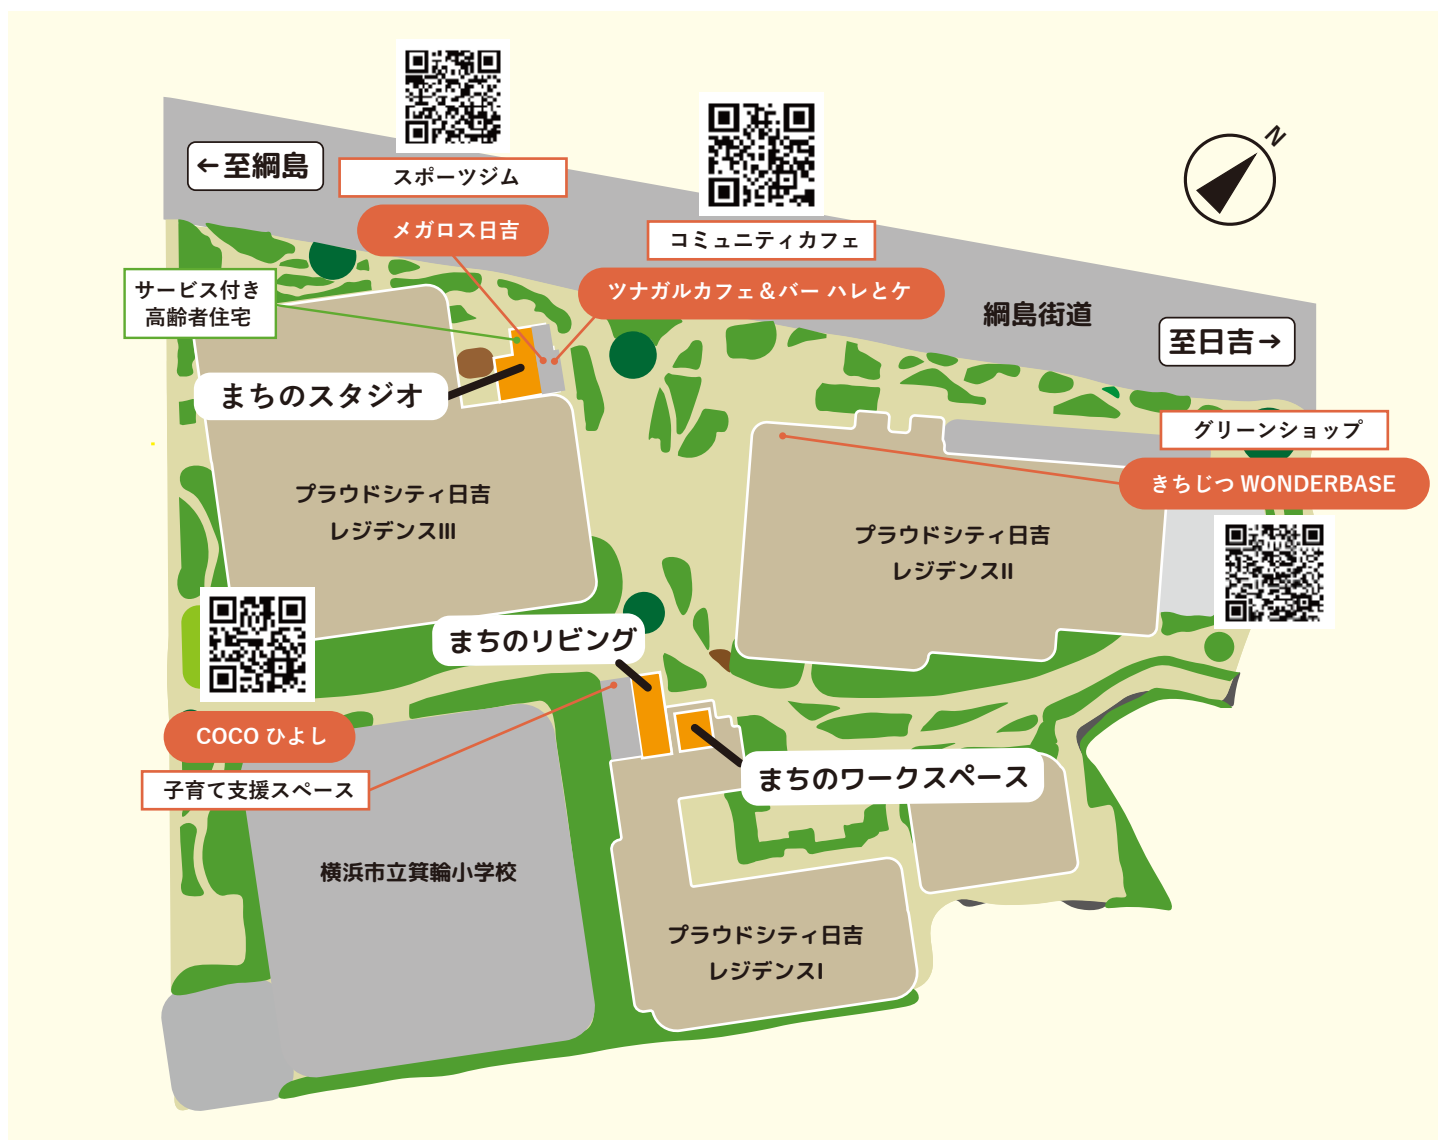 N
←至綱島
スポーツジム
メガロス日吉
コミュニティカフェ
ツナガルカフェ＆バー ハレとケ
綱島街道
至日吉→
サービス付き
高齢者住宅
まちのスタジオ
グリーンショップ
きちじつ WONDERBASE
プラウドシティ日吉
レジデンスIII
プラウドシティ日吉
レジデンスII
まちのリビング
COCO ひよし
子育て支援スペース
まちのワークスペース
横浜市立箕輪小学校
プラウドシティ日吉
レジデンスI